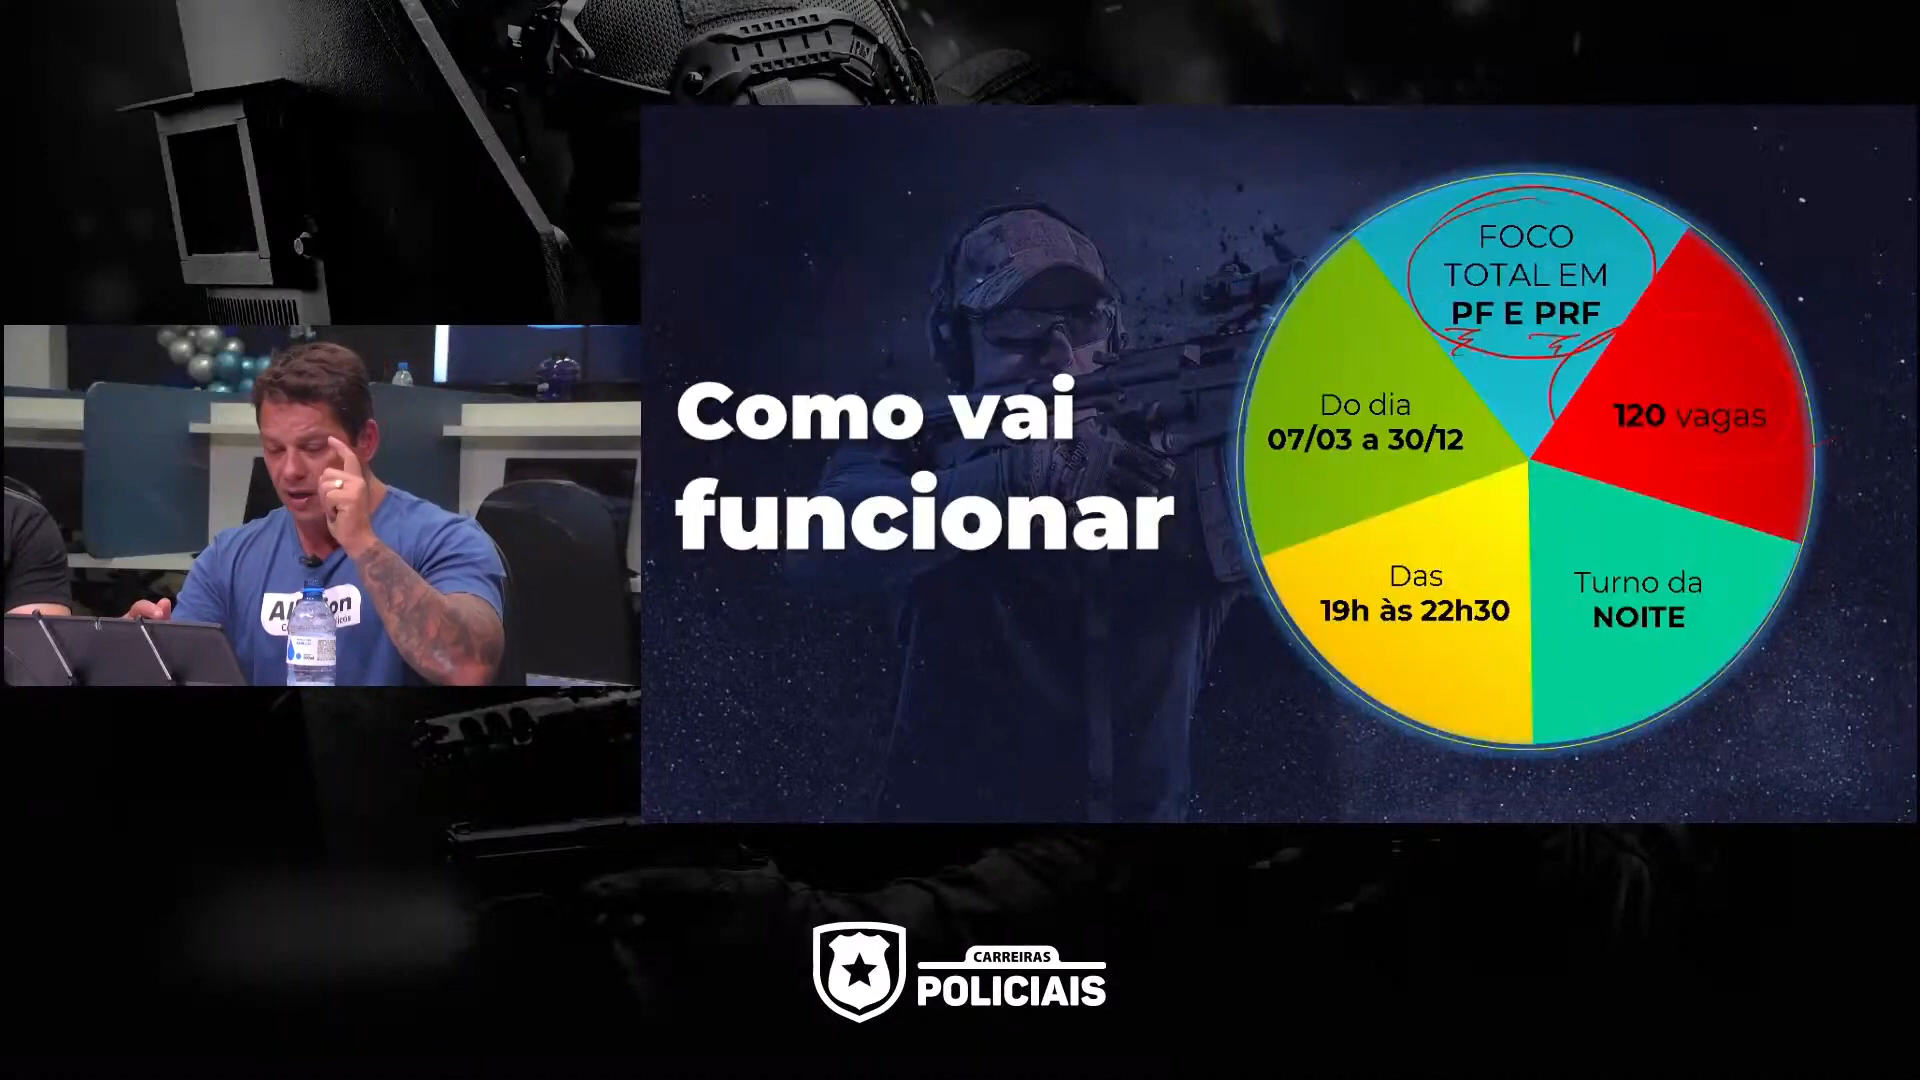 Como vai
funcionar
FOCO
TOTAL EM
PF E PRF
120 vagas
Turno da
NOITE
Das
19h às 22h30
Do dia
07/03 a 30/12
CARREIRAS
POLICIAIS